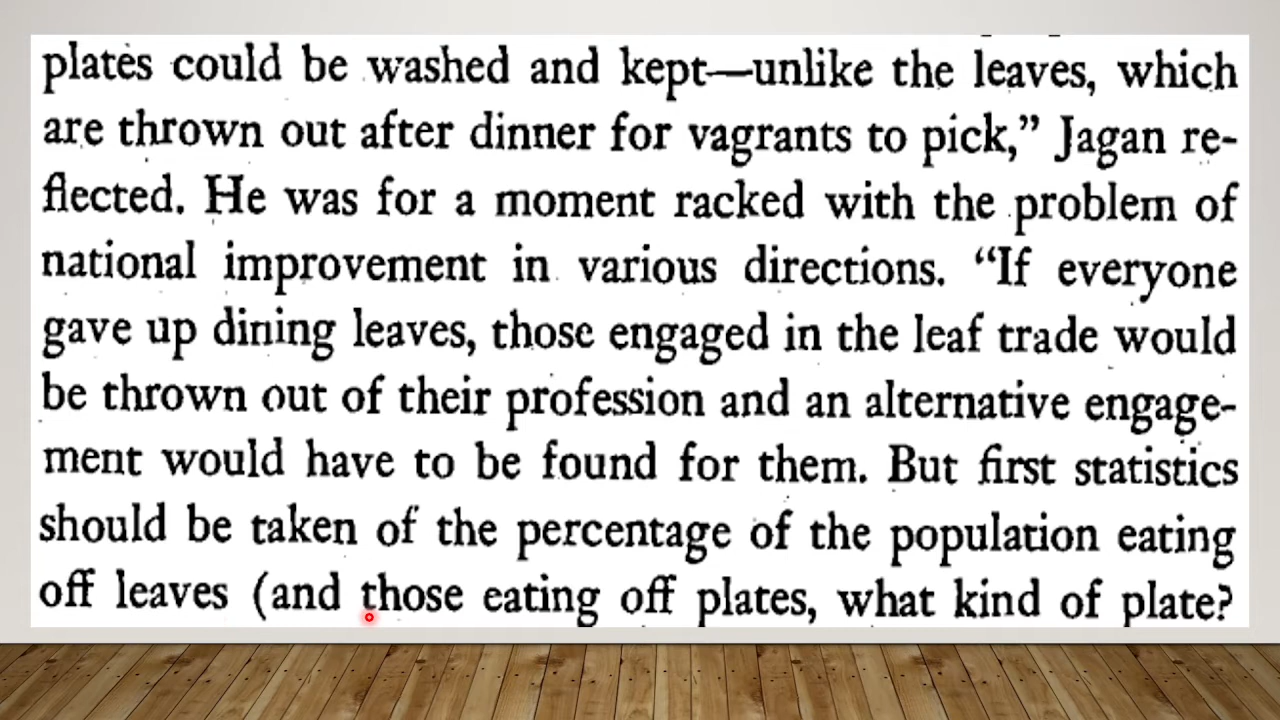 plates could be washed and kept—unlike the leaves, which
are thrown out after dinner for vagrants to pick,” Jagan re-
flected. He was for a moment racked with the problem of
national improvement in various directions. “If everyone
gave up dining leaves, those engaged in the leaf trade would
be thrown out of their profession and an alternative engage-
ment would have to be found for them. But first statistics
should be taken of the percentage of the population eating
off leaves (and those eating off plates, what kind of plate?